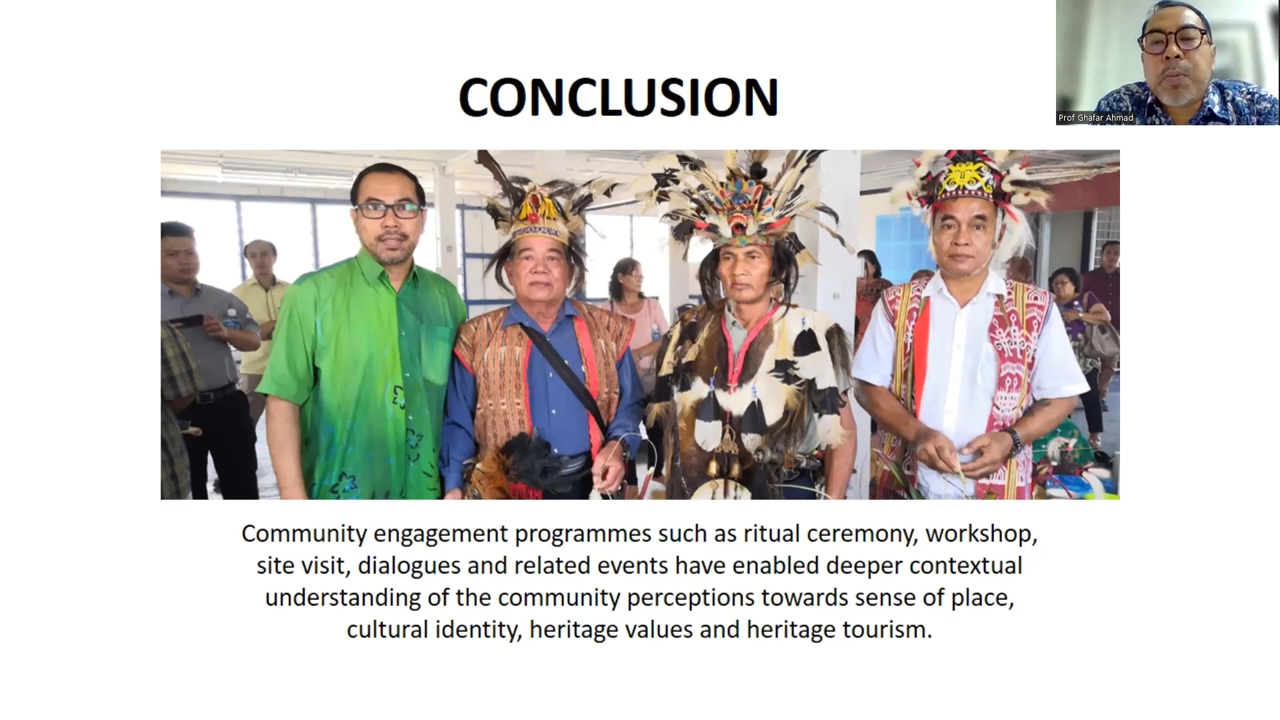 Prof Ghafar Ahmad
CONCLUSION
Community engagement programmes such as ritual ceremony, workshop,
site visit, dialogues and related events have enabled deeper contextual
understanding of the community perceptions towards sense of place,
cultural identity, heritage values and heritage tourism.